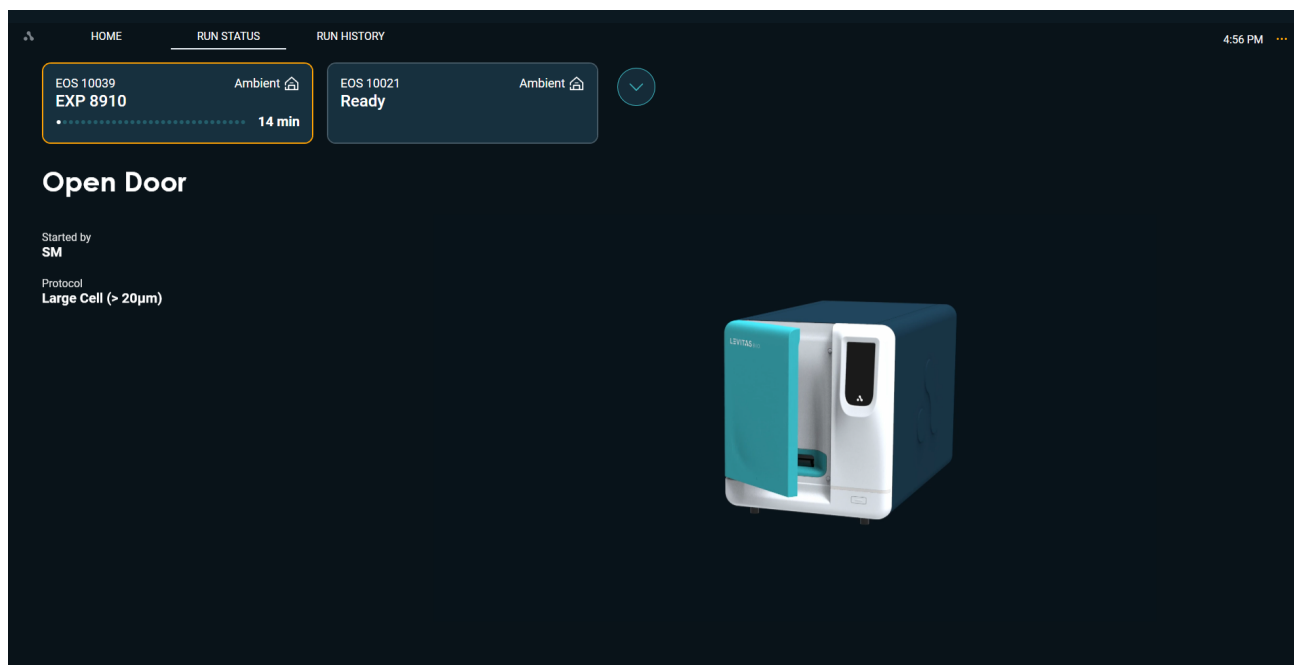 HOME
RUN STATUS
RUN HISTORY
4:56 PM
EOS 10039
Ambient
EXP 8910
14 min
EOS 10021
Ambient
Ready
Open Door
Started by
SM
Protocol
Large Cell (> 20µm)
LEVITAS